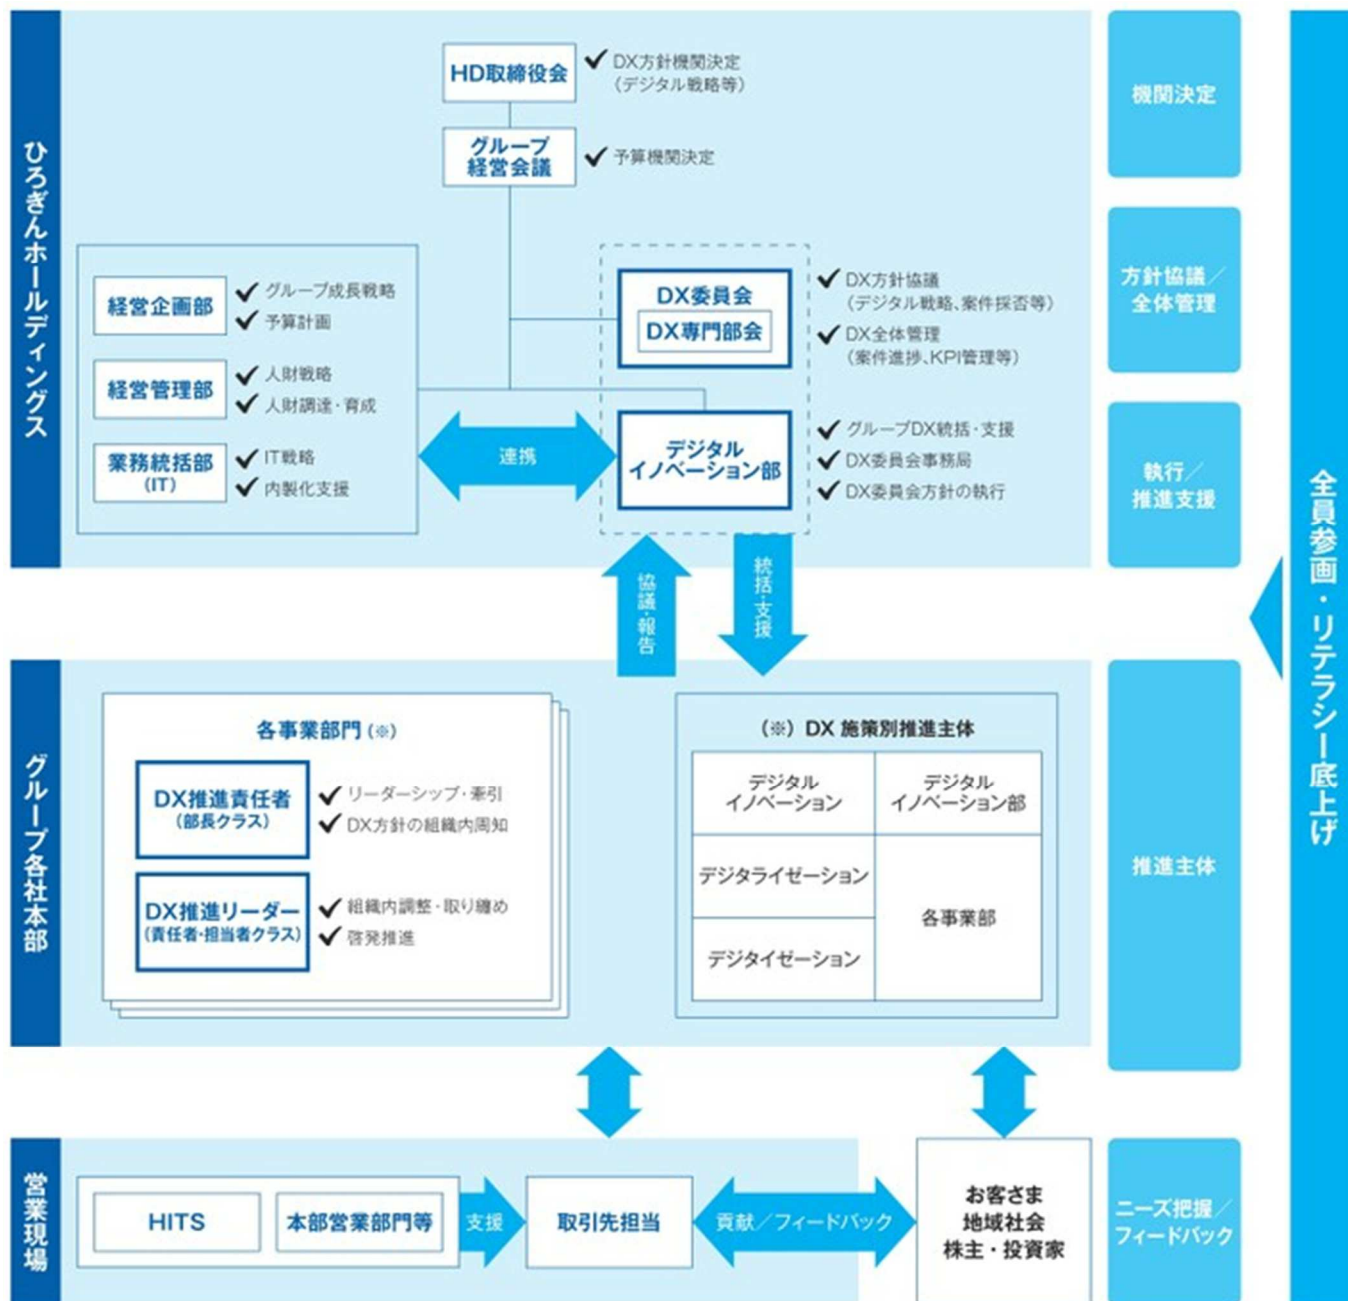 ひろぎんホールディングス
HD取締役会
✔ DX方針機関決定
(デジタル戦略等)
グループ
経営会議
✔ 予算機関決定
経営企画部
✔ グループ成長戦略
✔ 予算計画
経営管理部
✔ 人財戦略
✔ 人財調達・育成
業務統括部
(IT)
✔ IT戦略
✔ 内製化支援
連携
DX委員会
DX専門部会
✔ DX方針協議
(デジタル戦略、案件採否等)
✔ DX全体管理
(案件進捗、KPI管理等)
デジタル
イノベーション部
✔ グループDX統括・支援
✔ DX委員会事務局
✔ DX委員会方針の執行
機関決定
方針協議/
全体管理
執行/
推進支援
協議・報告
統括・支援
グループ各社本部
各事業部門(※)
DX推進責任者
(部長クラス)
✔ リーダーシップ・牽引
✔ DX方針の組織内周知
DX推進リーダー
(責任者・担当者クラス)
✔ 組織内調整・取り纏め
✔ 啓発推進
(※)DX 施策別推進主体
デジタル
イノベーション
デジタル
イノベーション部
デジタライゼーション
各事業部
デジタイゼーション
推進主体
営業現場
HITS
本部営業部門等
支援
取引先担当
貢献/フィードバック
お客さま
地域社会
株主・投資家
ニーズ把握/
フィードバック
全員参画・リテラシー底上げ